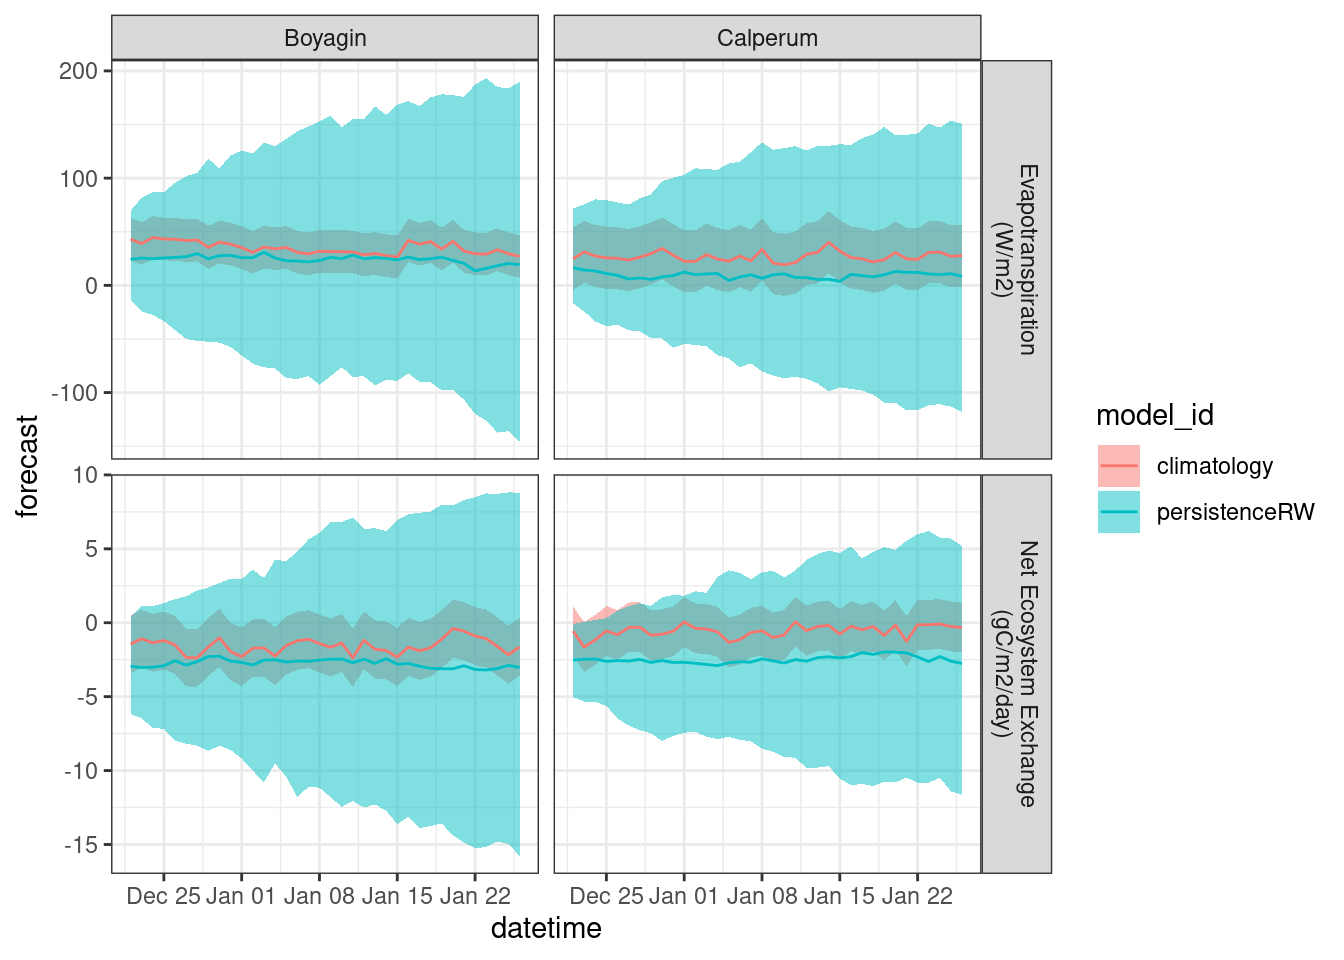 Boyagin
Calperum
200
100
0
-100
Evapotranspiration
(W/m2)
10
5
0
-5
-10
-15
Net Ecosystem Exchange
(gC/m2/day)
forecast
Dec 25 Jan 01 Jan 08 Jan 15 Jan 22
Dec 25 Jan 01 Jan 08 Jan 15 Jan 22
datetime
model_id
climatology
persistenceRW